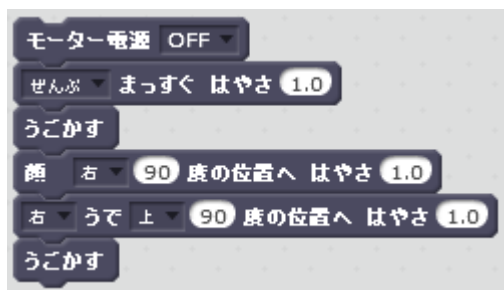 モーター電源 OFF
ぜんぶ まっすぐ はやさ 1.0
うごかす
顔 右 90 度の位置へ はやさ 1.0
右 うで 上 90 度の位置へ はやさ 1.0
うごかす